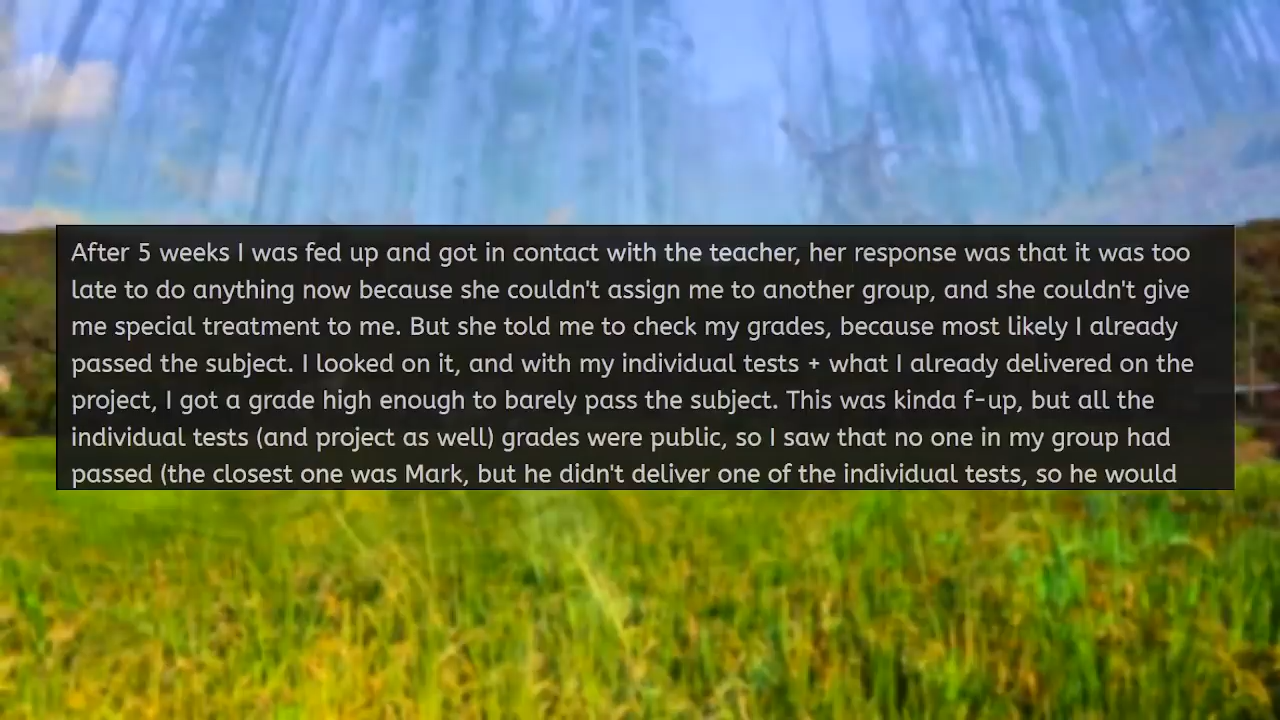 After 5 weeks I was fed up and got in contact with the teacher, her response was that it was too
late to do anything now because she couldn't assign me to another group, and she couldn't give
me special treatment to me. But she told me to check my grades, because most likely I already
passed the subject. I looked on it, and with my individual tests + what I already delivered on the
project, I got a grade high enough to barely pass the subject. This was kinda f-up, but all the
individual tests (and project as well) grades were public, so I saw that no one in my group had
passed (the closest one was Mark, but he didn't deliver one of the individual tests, so he would